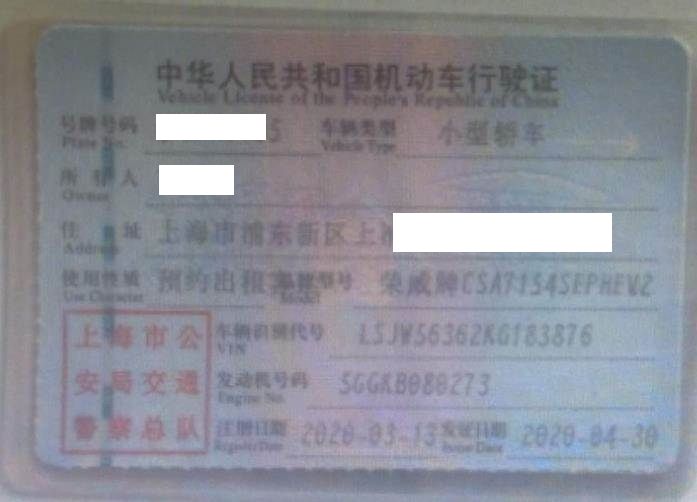 中华人民共和国机动车行驶证
Vehicle License of the People's Republic of China
号牌号码 5 车辆类型 小型轿车
Plate No. Vehicle Type
所有人
Owner
住址 上海市浦东新区上
Address
使用性质 预约出租客 品牌型号 荣威牌CSA7154SEPHEV2
Use Character Model
上海市公 车辆识别代号 LSJW56362KG183876
VIN
安局交通 发动机号码 SGGKB080273
Engine No.
警察总队 注册日期 2020-03-13 发证日期 2020-04-30
Register Date Issue Date